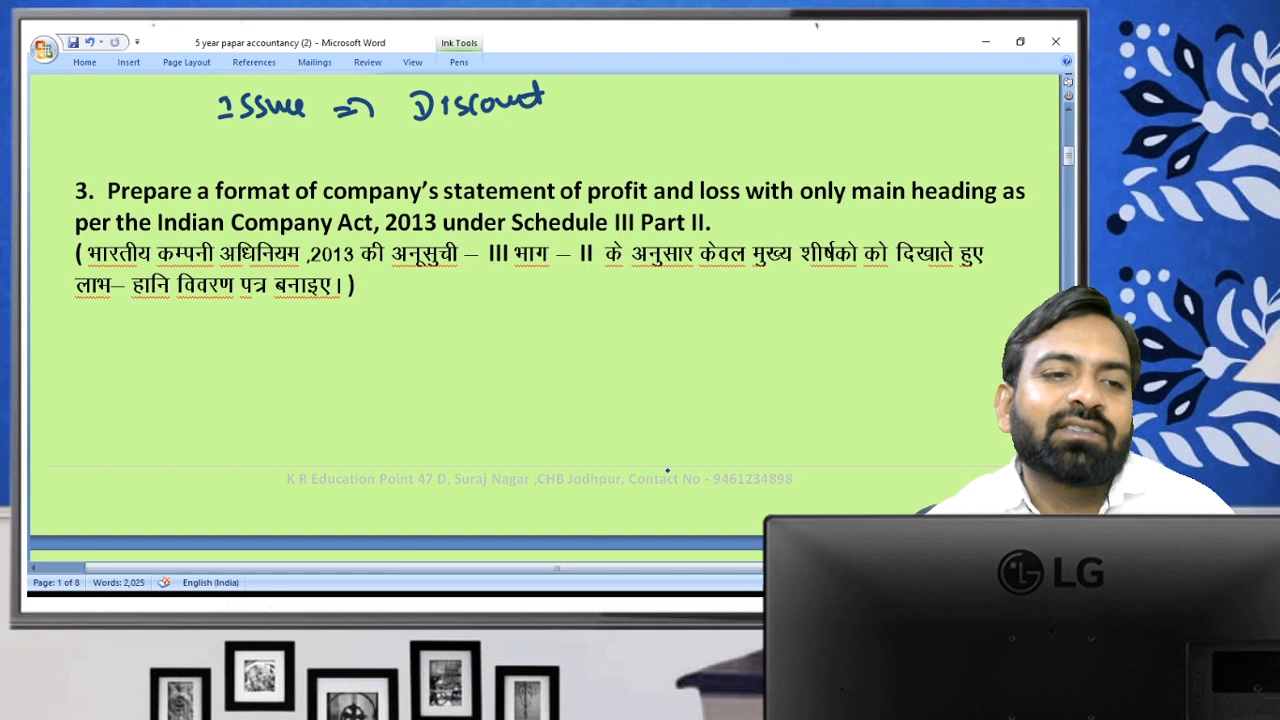 5 year papar accountancy (2) - Microsoft Word
Ink Tools
Home Insert Page Layout References Mailings Review View Pens
Issue ⇒ Discount
3. Prepare a format of company's statement of profit and loss with only main heading as
per the Indian Company Act, 2013 under Schedule III Part II.
( भारतीय कम्पनी अधिनियम ,2013 की अनूसुची – III भाग – II के अनुसार केवल मुख्य शीर्षको को दिखाते हुए
लाभ– हानि विवरण पत्र बनाइए। )
K R Education Point 47 D, Suraj Nagar ,CHB Jodhpur, Contact No - 9461234898
Page: 1 of 8 Words: 2,025 English (India)
LG